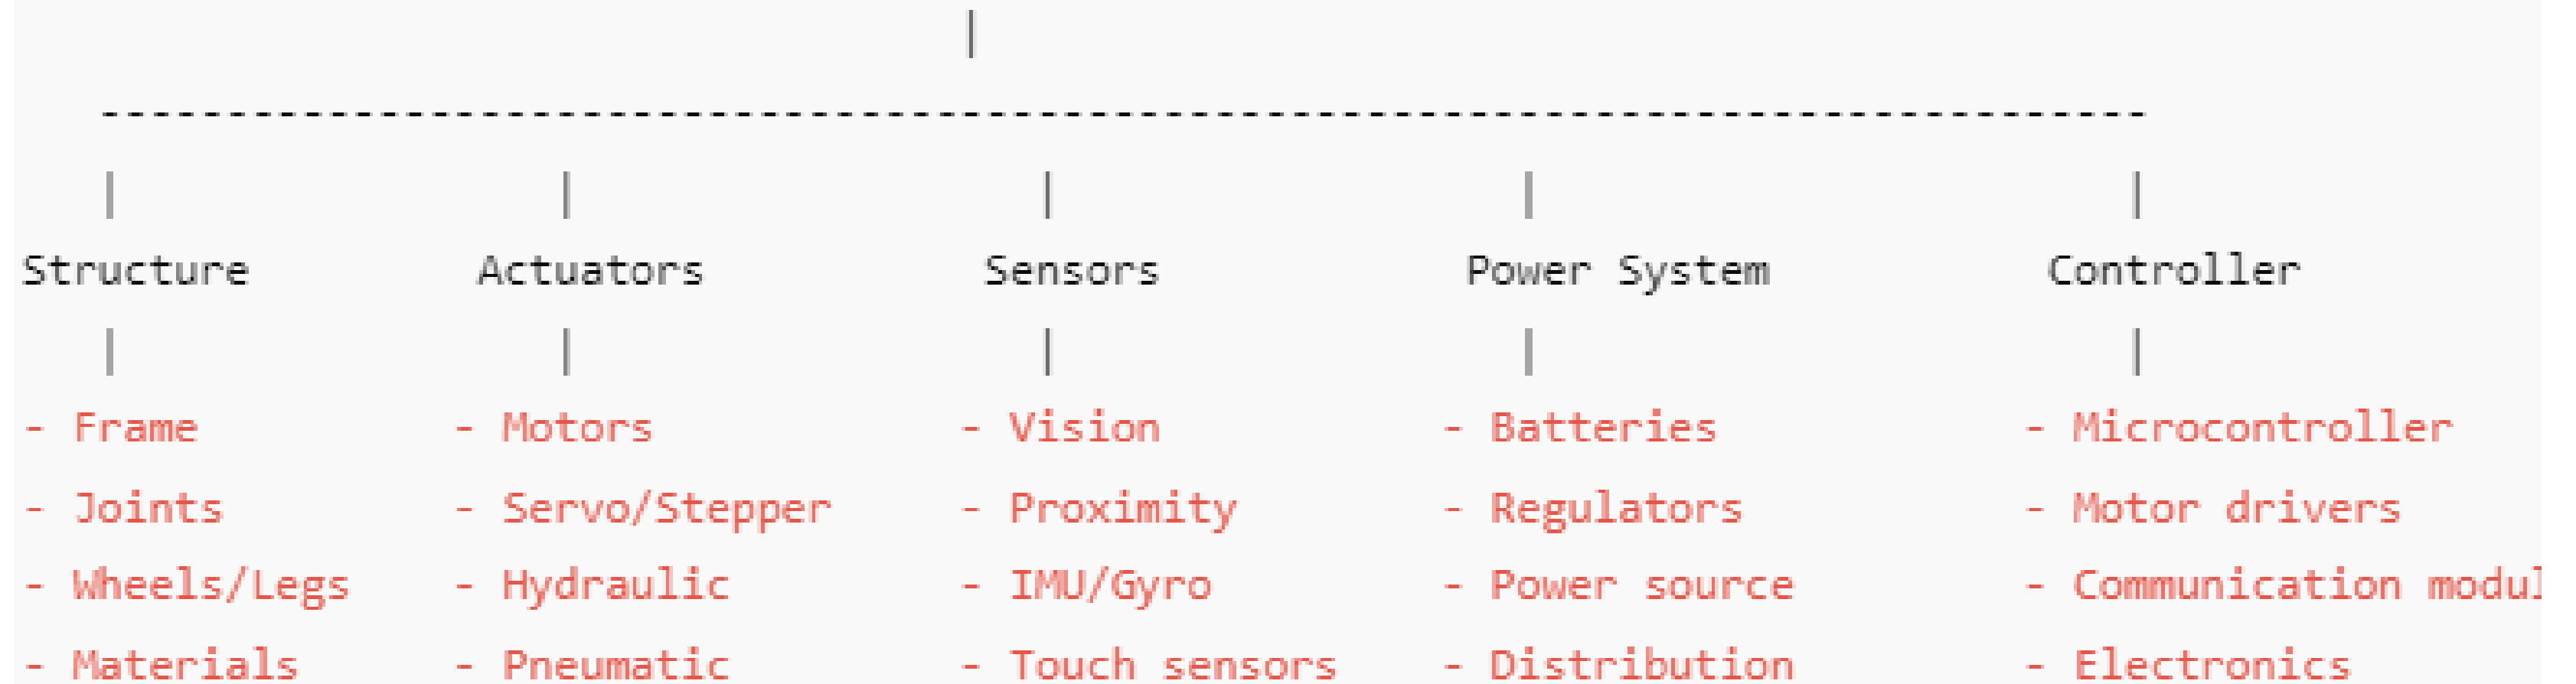 |
---------------------------------------------------------------------------------
| | | | |
Structure Actuators Sensors Power System Controller
| | | | |
- Frame - Motors - Vision - Batteries - Microcontroller
- Joints - Servo/Stepper - Proximity - Regulators - Motor drivers
- Wheels/Legs - Hydraulic - IMU/Gyro - Power source - Communication
- Materials - Pneumatic - Touch sensors - Distribution - Electronics